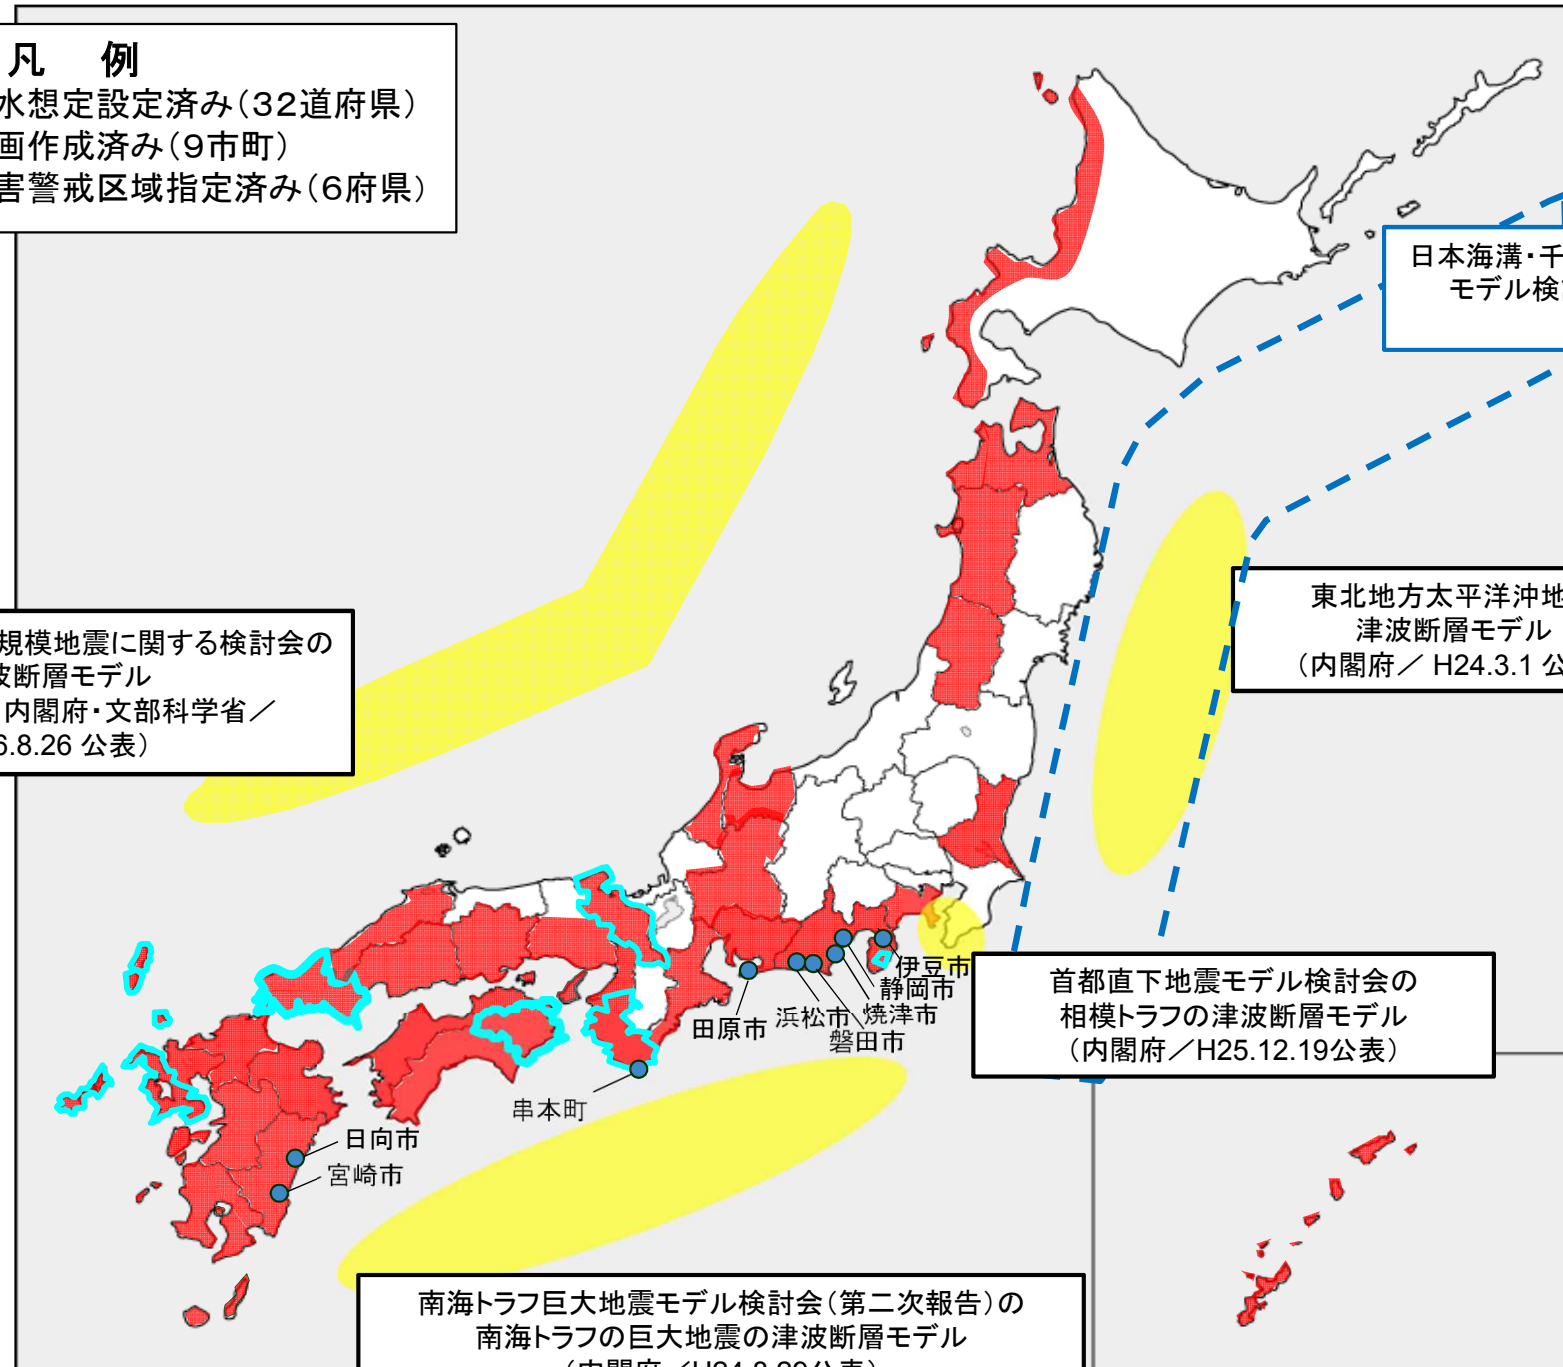 凡　例
水想定設定済み(32道府県)
画作成済み(9市町)
害警戒区域指定済み(6府県)
日本海溝・千
モデル検
東北地方太平洋沖地
津波断層モデル
(内閣府／ H24.3.1 公
規模地震に関する検討会の
波断層モデル
内閣府・文部科学省／
6.8.26 公表)
伊豆市
静岡市
焼津市
浜松市
磐田市
田原市
串本町
日向市
宮崎市
首都直下地震モデル検討会の
相模トラフの津波断層モデル
(内閣府／H25.12.19公表)
南海トラフ巨大地震モデル検討会(第二次報告)の
南海トラフの巨大地震の津波断層モデル
(内閣府／H24.8.29公表)